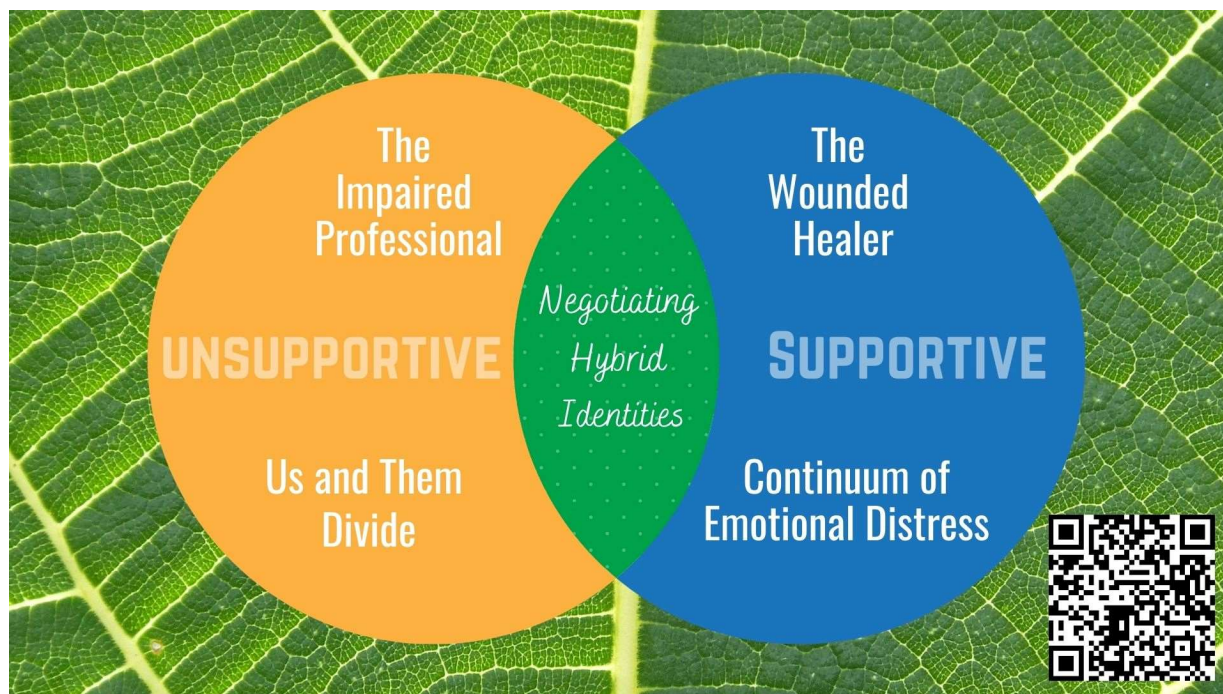 The
Impaired
Professional
UNSUPPORTIVE
Us and Them
Divide
Negotiating
Hybrid
Identities
The
Wounded
Healer
SUPPORTIVE
Continuum of
Emotional Distress